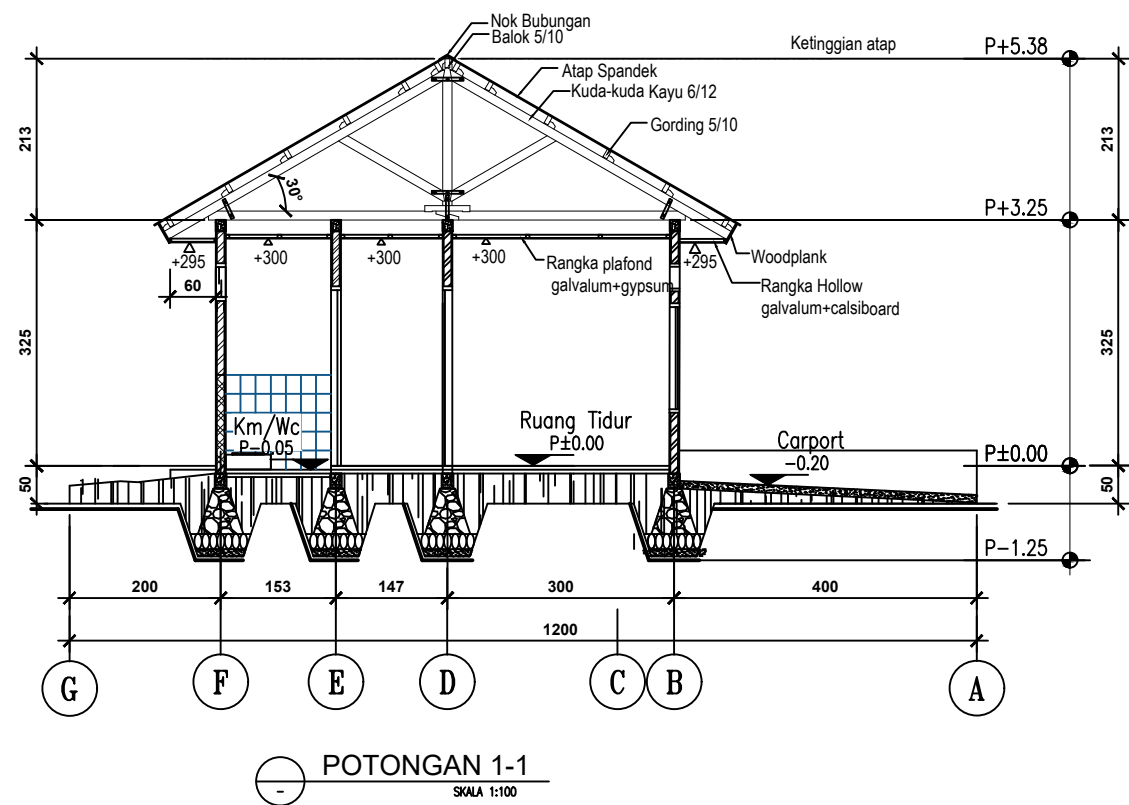 Nok Bubungan
Balok 5/10
Ketinggian atap
P+5.38
Atap Spandek
Kuda-kuda Kayu 6/12
Gording 5/10
213
213
30°
P+3.25
+295
+300
+300
+300
+295
Woodplank
Rangka plafond
galvalum+gypsum
Rangka Hollow
galvalum+calsiboard
60
325
325
Km/Wc
P-0.05
Ruang Tidur
P±0.00
Carport
-0.20
P±0.00
50
50
P-1.25
200
153
147
300
400
1200
G
F
E
D
C
B
A
POTONGAN 1-1
-
SKALA 1:100